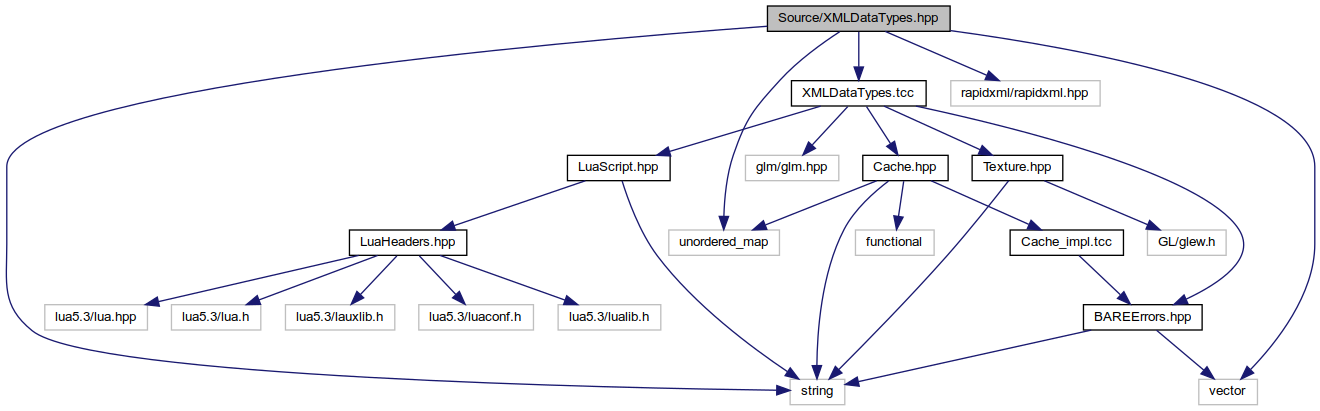 Source/XMLDataTypes.hpp
XMLDataTypes.tcc
rapidxml/rapidxml.hpp
LuaScript.hpp
glm/glm.hpp
Cache.hpp
Texture.hpp
LuaHeaders.hpp
unordered_map
functional
Cache_impl.tcc
GL/glew.h
lua5.3/lua.hpp
lua5.3/lua.h
lua5.3/lauxlib.h
lua5.3/luaconf.h
lua5.3/lualib.h
BAREErrors.hpp
string
vector